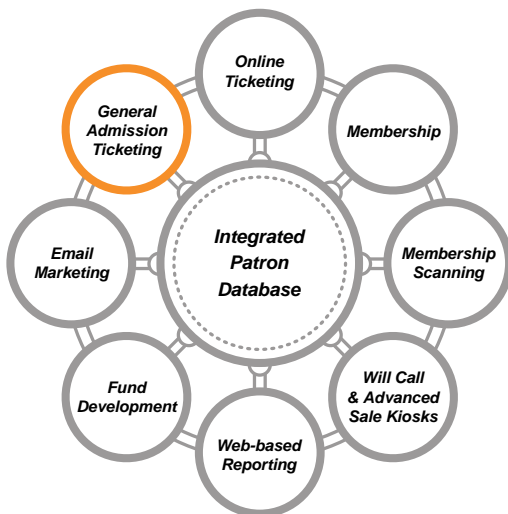 Online
Ticketing
General
Admission
Ticketing
Membership
Integrated
Patron
Database
Email
Marketing
Membership
Scanning
Fund
Development
Will Call
& Advanced
Sale Kiosks
Web-based
Reporting